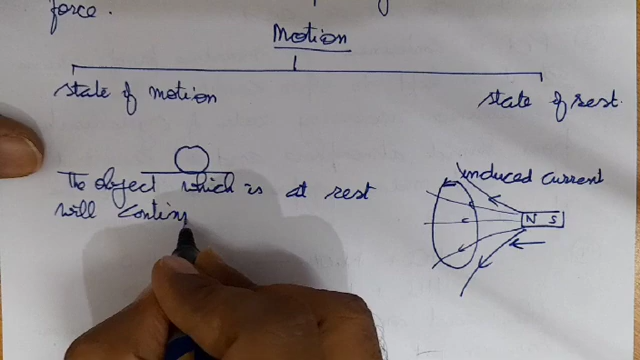 force.
Motion
state of motion
state of rest.
The object which is at rest
will contin
induced current
N S